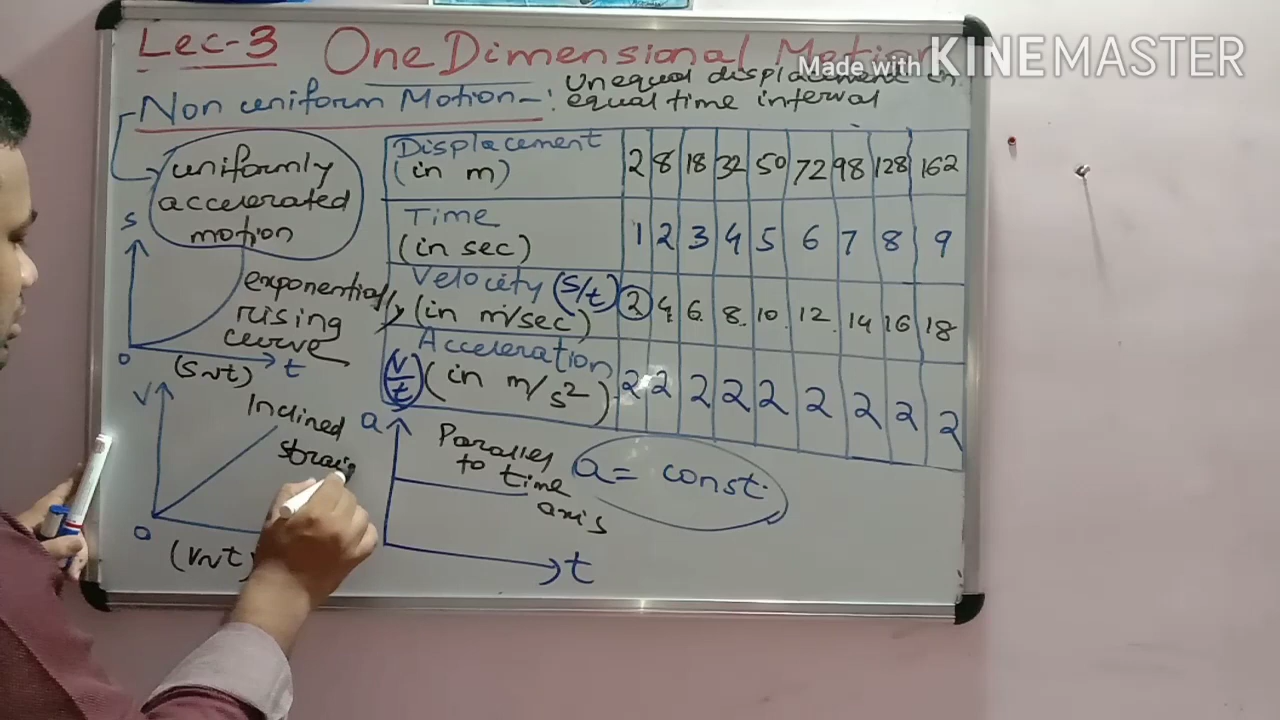 Lec-3 One Dimensional Motion
Made with KINEMASTER
Non uniform Motion-: unequal displacement in
equal time interval
uniformly
accelerated
motion
Displacement
(in m) 2 8 18 32 50 72 98 128 162
Time
(in sec) 1 2 3 4 5 6 7 8 9
Velocity (s/t)
(in m/sec) 2 4 6. 8. 10. 12. 14 16 18
Acceleration
(v/t) (in m/s²) 2 2 2 2 2 2 2 2 2
s
exponentially
rising
curve
0
t
(s~t)
v
Inclined
0
(v~t)
a
Parallel
to time
axis
a = const.
t